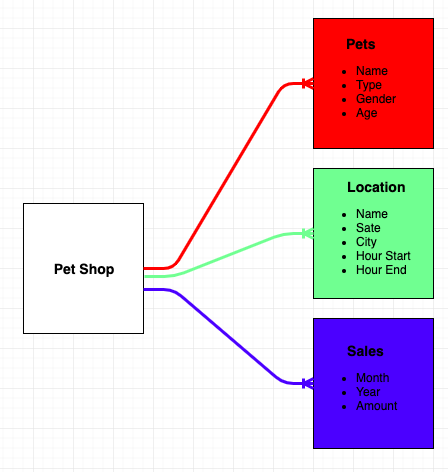 Pets
Name
Type
Gender
Age
Location
Name
Sate
City
Hour Start
Hour End
Pet Shop
Sales
Month
Year
Amount